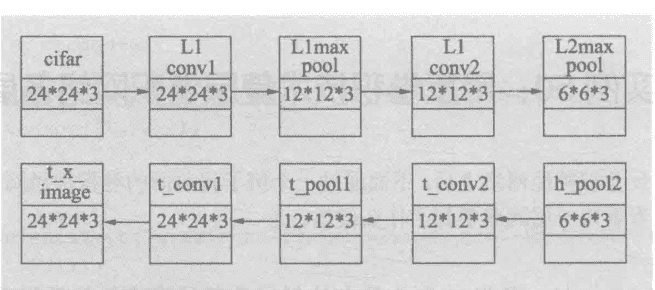 cifar
24*24*3
L1
conv1
24*24*3
L1max
pool
12*12*3
L1
conv2
12*12*3
L2max
pool
6*6*3
t_x_
image
24*24*3
t_conv1
24*24*3
t_pool1
12*12*3
t_conv2
12*12*3
h_pool2
6*6*3